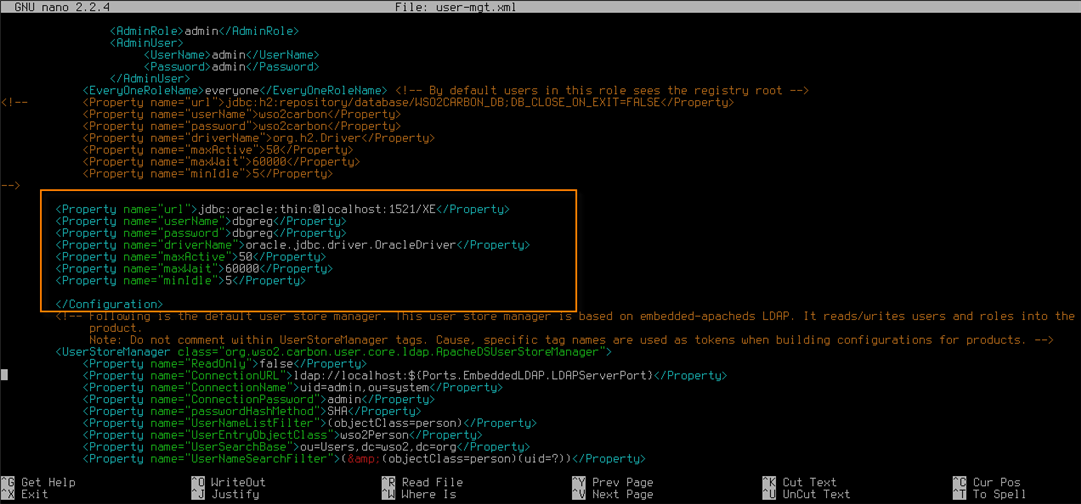 GNU nano 2.2.4 File: user-mgt.xml
<AdminRole>admin</AdminRole>
<AdminUser>
<UserName>admin</UserName>
<Password>admin</Password>
</AdminUser>
<EveryOneRoleName>everyone</EveryOneRoleName> <!-- By default users in this role sees the registry root -->
<!-- <Property name="url">jdbc:h2:repository/database/WSO2CARBON_DB;DB_CLOSE_ON_EXIT=FALSE</Property>
<Property name="userName">wso2carbon</Property>
<Property name="password">wso2carbon</Property>
<Property name="driverName">org.h2.Driver</Property>
<Property name="maxActive">50</Property>
<Property name="maxWait">60000</Property>
<Property name="minIdle">5</Property>
-->
<Property name="url">jdbc:oracle:thin:@localhost:1521/XE</Property>
<Property name="userName">dbgreg</Property>
<Property name="password">dbgreg</Property>
<Property name="driverName">oracle.jdbc.driver.OracleDriver</Property>
<Property name="maxActive">50</Property>
<Property name="maxWait">60000</Property>
<Property name="minIdle">5</Property>
</Configuration>
<!-- Following is the default user store manager. This user store manager is based on embedded-apacheds LDAP. It reads/writes users and roles into the
product.
Note: Do not comment within UserStoreManager tags. Cause, specific tag names are used as tokens when building configurations for products. -->
<UserStoreManager class="org.wso2.carbon.user.core.ldap.ApacheDSUserStoreManager">
<Property name="ReadOnly">false</Property>
<Property name="ConnectionURL">ldap://localhost:${Ports.EmbeddedLDAP.LDAPServerPort}</Property>
<Property name="ConnectionName">uid=admin,ou=system</Property>
<Property name="ConnectionPassword">admin</Property>
<Property name="passwordHashMethod">SHA</Property>
<Property name="UserNameListFilter">(objectClass=person)</Property>
<Property name="UserEntryObjectClass">wso2Person</Property>
<Property name="UserSearchBase">ou=Users,dc=wso2,dc=org</Property>
<Property name="UserNameSearchFilter">(&amp;(objectClass=person)(uid=?))</Property>
^G Get Help ^O WriteOut ^R Read File ^Y Prev Page ^K Cut Text ^C Cur Pos
^X Exit ^J Justify ^W Where Is ^V Next Page ^U UnCut Text ^T To Spell